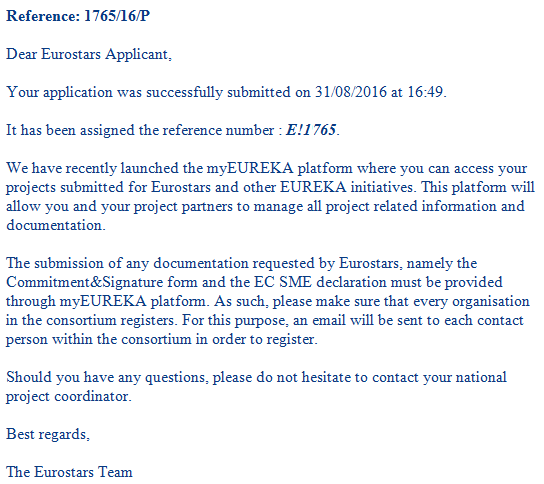 Reference: 1765/16/P
Dear Eurostars Applicant,
Your application was successfully submitted on 31/08/2016 at 16:49.
It has been assigned the reference number : E!1765.
We have recently launched the myEUREKA platform where you can access your
projects submitted for Eurostars and other EUREKA initiatives. This platform will
allow you and your project partners to manage all project related information and
documentation.
The submission of any documentation requested by Eurostars, namely the
Commitment&Signature form and the EC SME declaration must be provided
through myEUREKA platform. As such, please make sure that every organisation
in the consortium registers. For this purpose, an email will be sent to each contact
person within the consortium in order to register.
Should you have any questions, please do not hesitate to contact your national
project coordinator.
Best regards,
The Eurostars Team